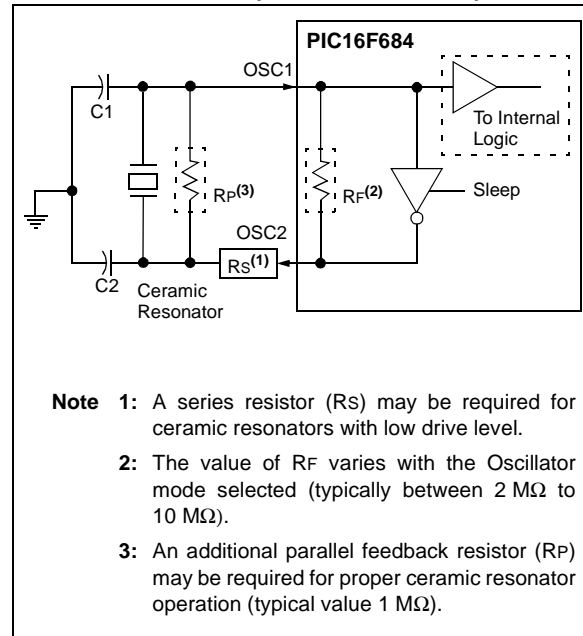 PIC16F684
OSC1
C1
To Internal
Logic
RP(3)
RF(2)
Sleep
OSC2
RS(1)
C2
Ceramic
Resonator
Note 1: A series resistor (RS) may be required for
ceramic resonators with low drive level.
2: The value of RF varies with the Oscillator
mode selected (typically between 2 MΩ to
10 MΩ).
3: An additional parallel feedback resistor (RP)
may be required for proper ceramic resonator
operation (typical value 1 MΩ).